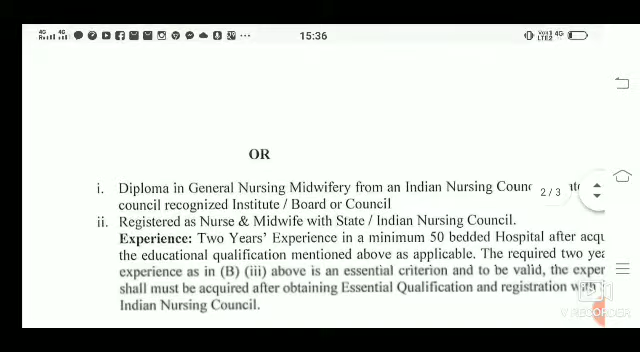 15:36
OR
i. Diploma in General Nursing Midwifery from an Indian Nursing Counc
2/3
council recognized Institute / Board or Council
ii. Registered as Nurse & Midwife with State / Indian Nursing Council.
Experience: Two Years' Experience in a minimum 50 bedded Hospital after acqu
the educational qualification mentioned above as applicable. The required two yea
experience as in (B) (iii) above is an essential criterion and to be valid, the exper
shall must be acquired after obtaining Essential Qualification and registration with
Indian Nursing Council.
RECORDER